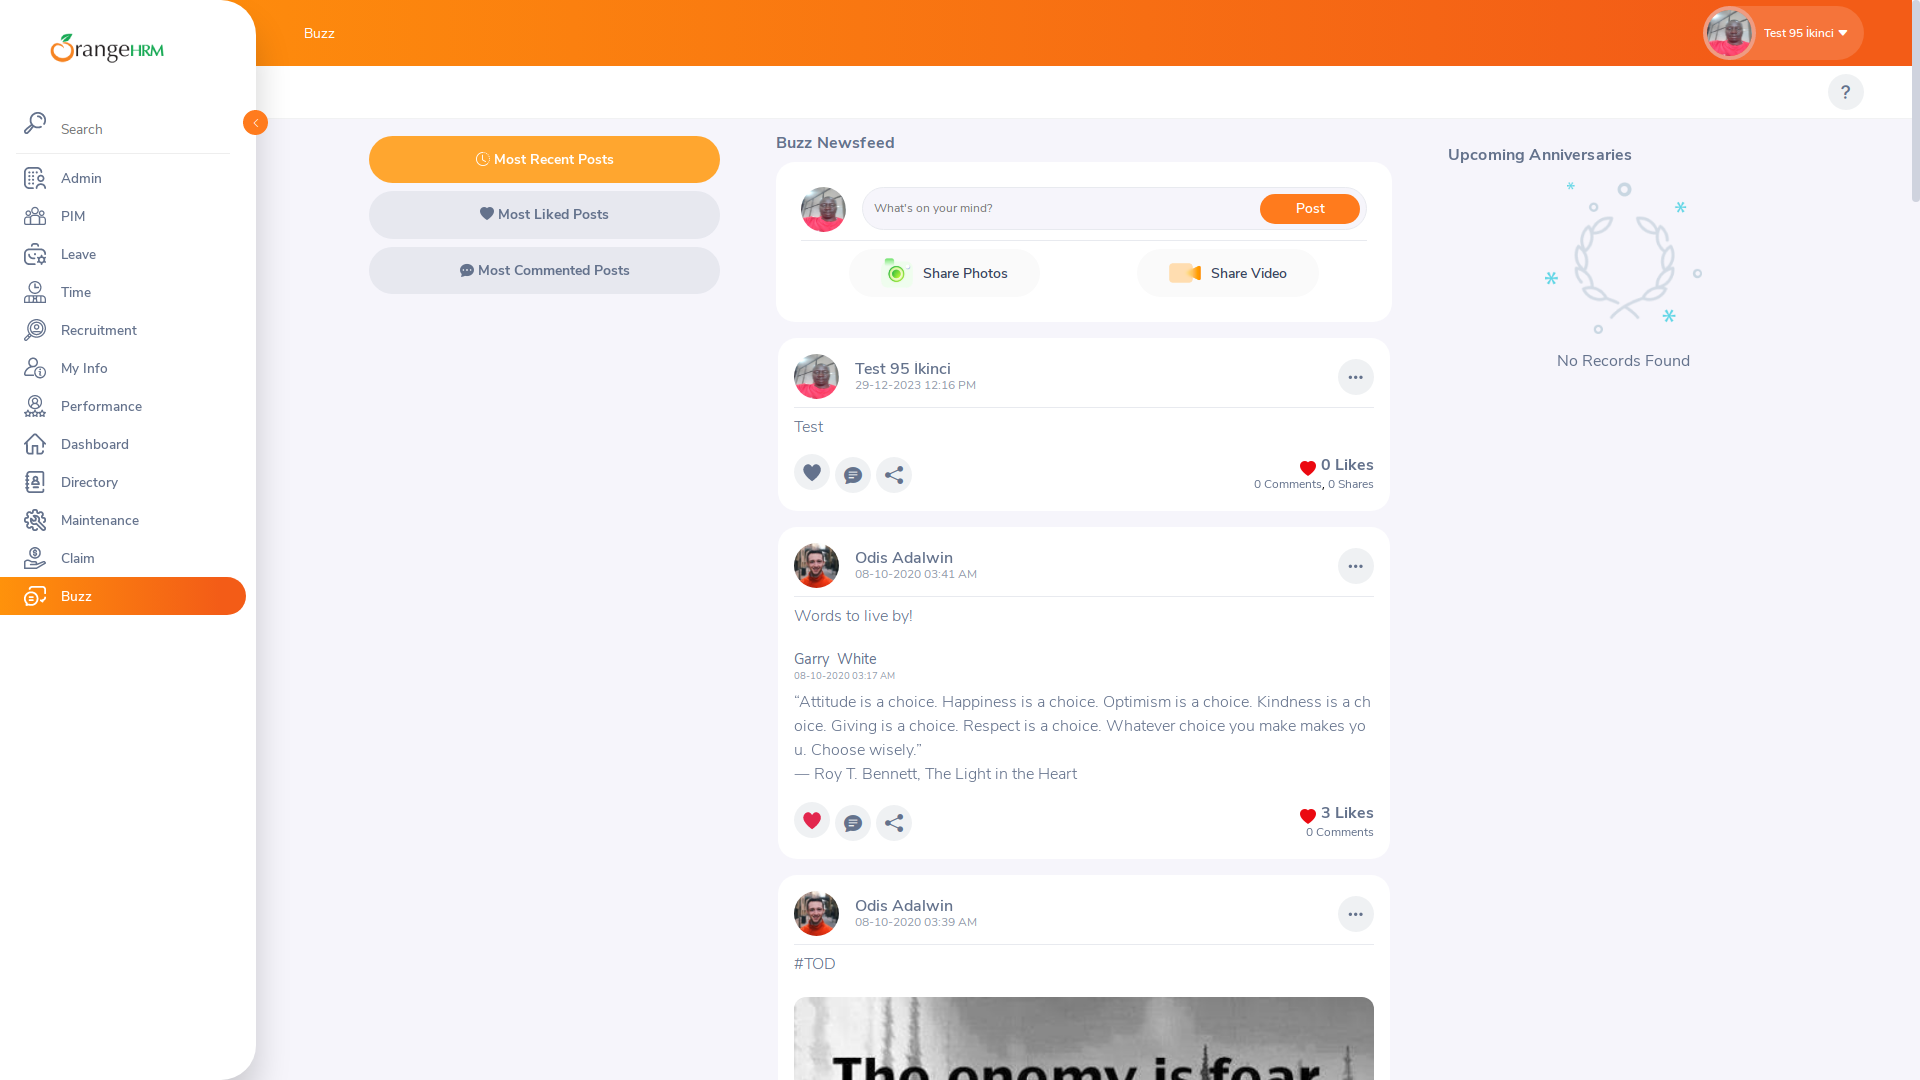 OrangeHRM
Search
Admin
PIM
Leave
Time
Recruitment
My Info
Performance
Dashboard
Directory
Maintenance
Claim
Buzz
Buzz
Test 95 İkinci
?
Most Recent Posts
Most Liked Posts
Most Commented Posts
Buzz Newsfeed
What's on your mind?
Post
Share Photos
Share Video
Test 95 Ikinci
29-12-2023 12:16 PM
Test
0 Likes
0 Comments, 0 Shares
Odis Adalwin
08-10-2020 03:41 AM
Words to live by!
Garry  White
08-10-2020 03:17 AM
“Attitude is a choice. Happiness is a choice. Optimism is a choice. Kindness is a ch
oice. Giving is a choice. Respect is a choice. Whatever choice you make makes yo
u. Choose wisely.”
― Roy T. Bennett, The Light in the Heart
3 Likes
0 Comments
Odis Adalwin
08-10-2020 03:39 AM
#TOD
The enemy is fear
Upcoming Anniversaries
No Records Found